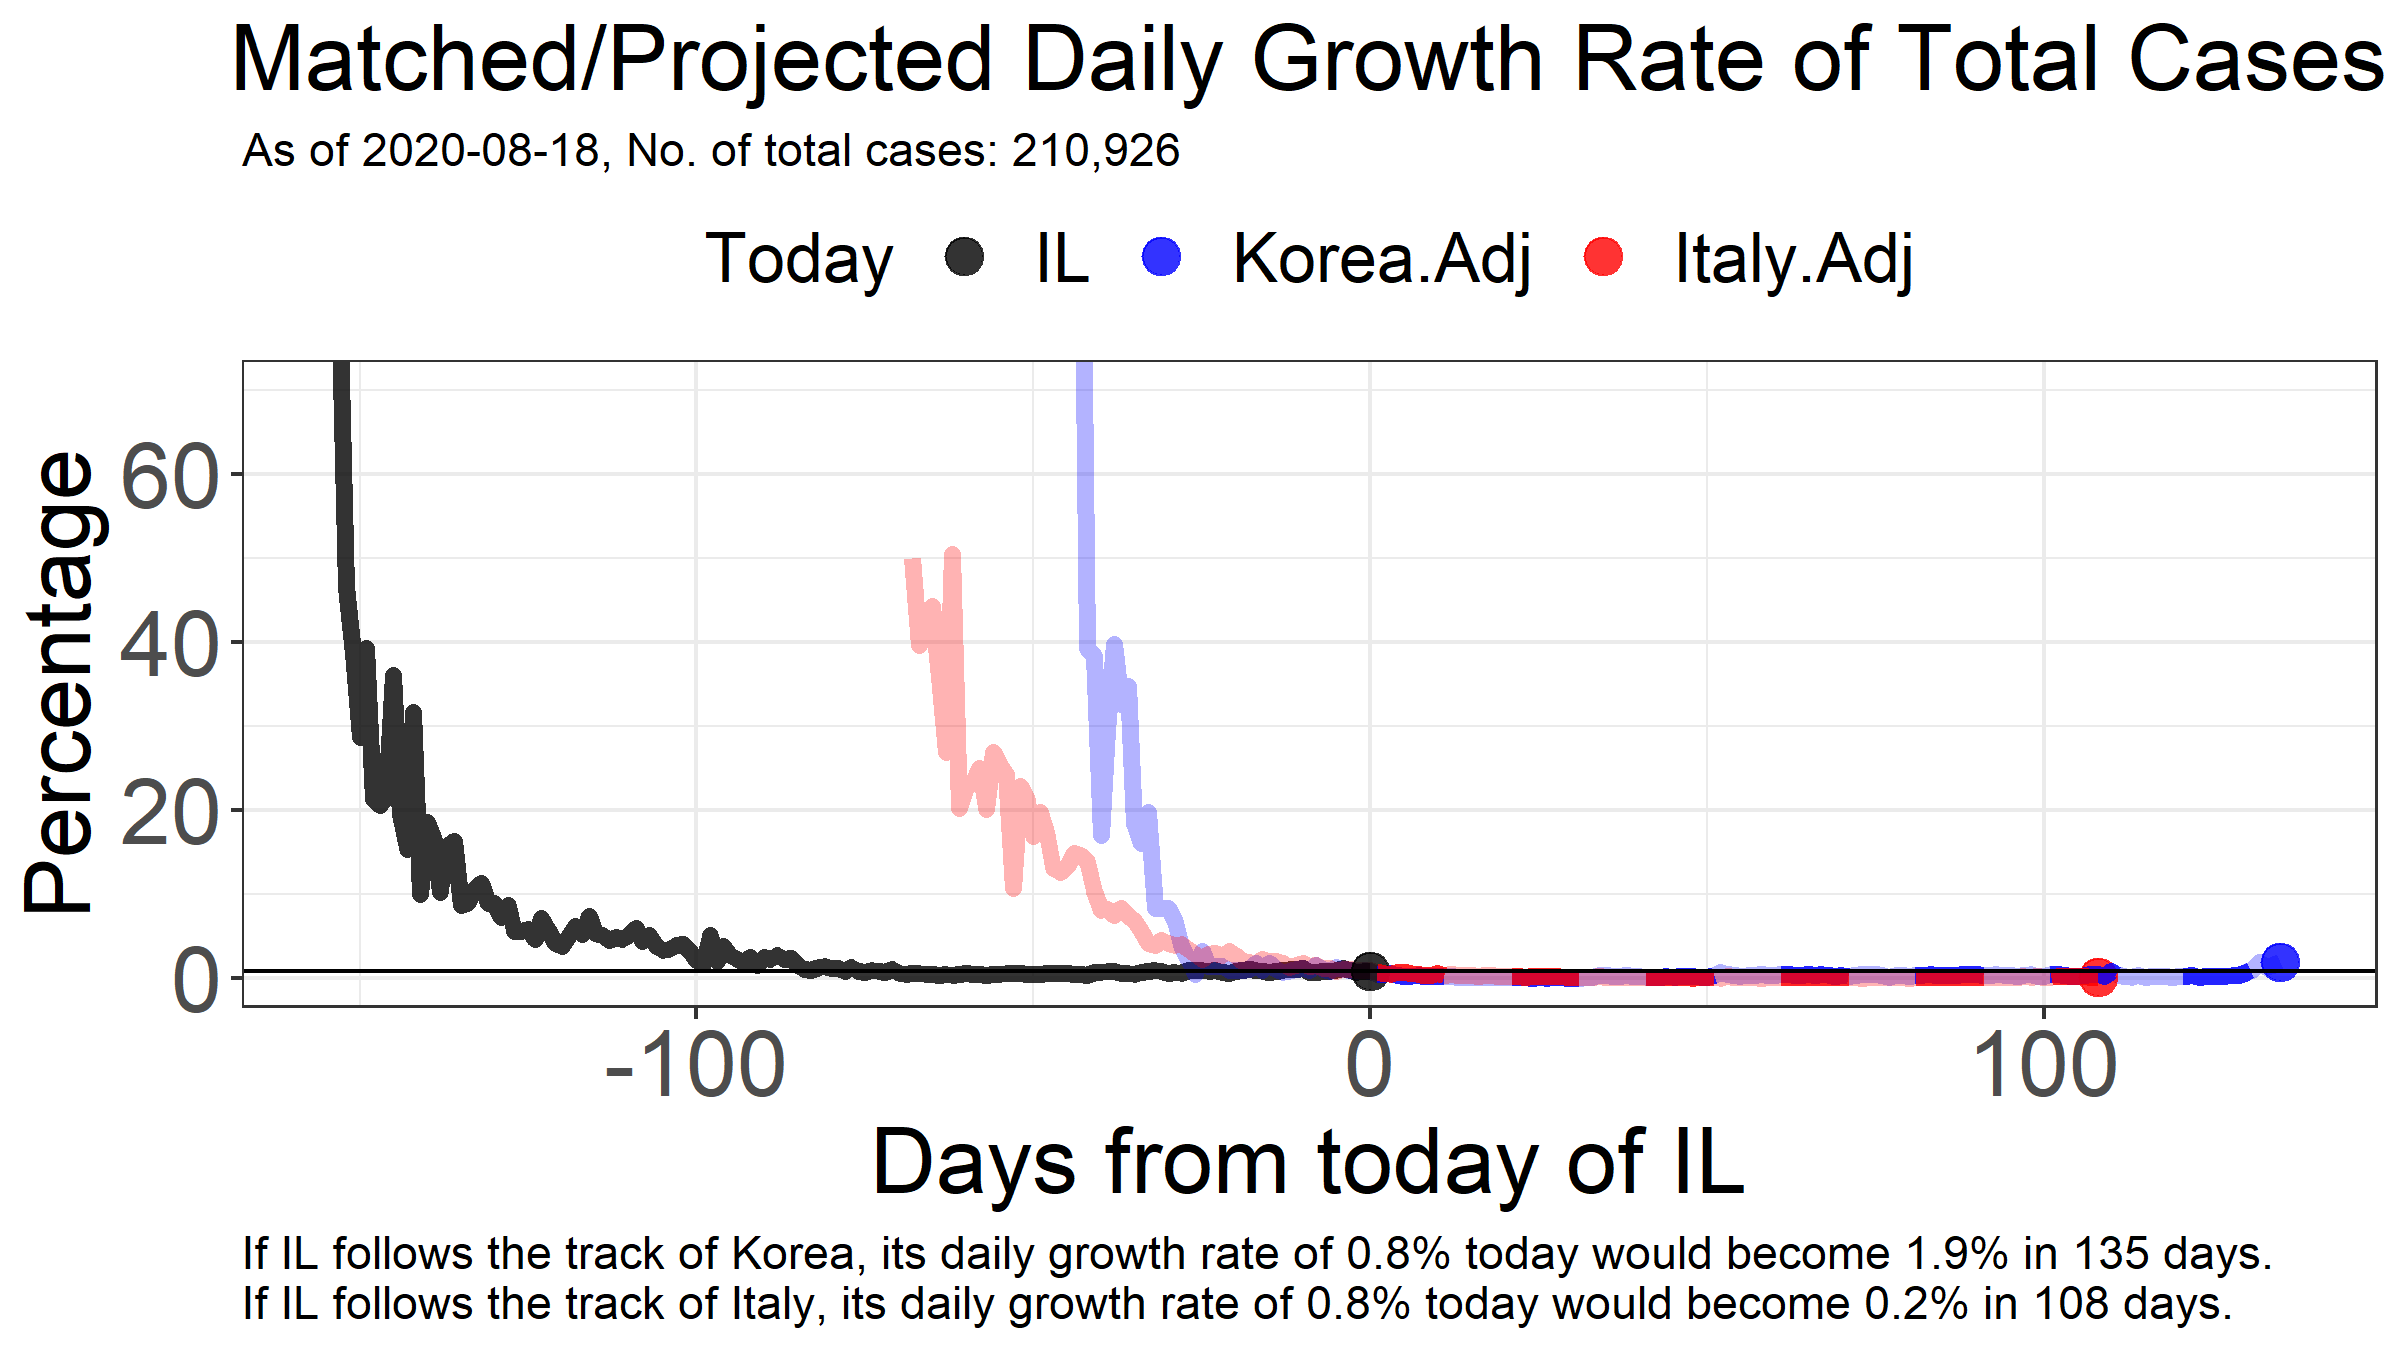 Matched/Projected Daily Growth Rate of Total Cases
As of 2020-08-18, No. of total cases: 210,926
Today IL Korea.Adj Italy.Adj
Percentage
60
40
20
0
-100 0 100
Days from today of IL
If IL follows the track of Korea, its daily growth rate of 0.8% today would become 1.9% in 135 days.
If IL follows the track of Italy, its daily growth rate of 0.8% today would become 0.2% in 108 days.